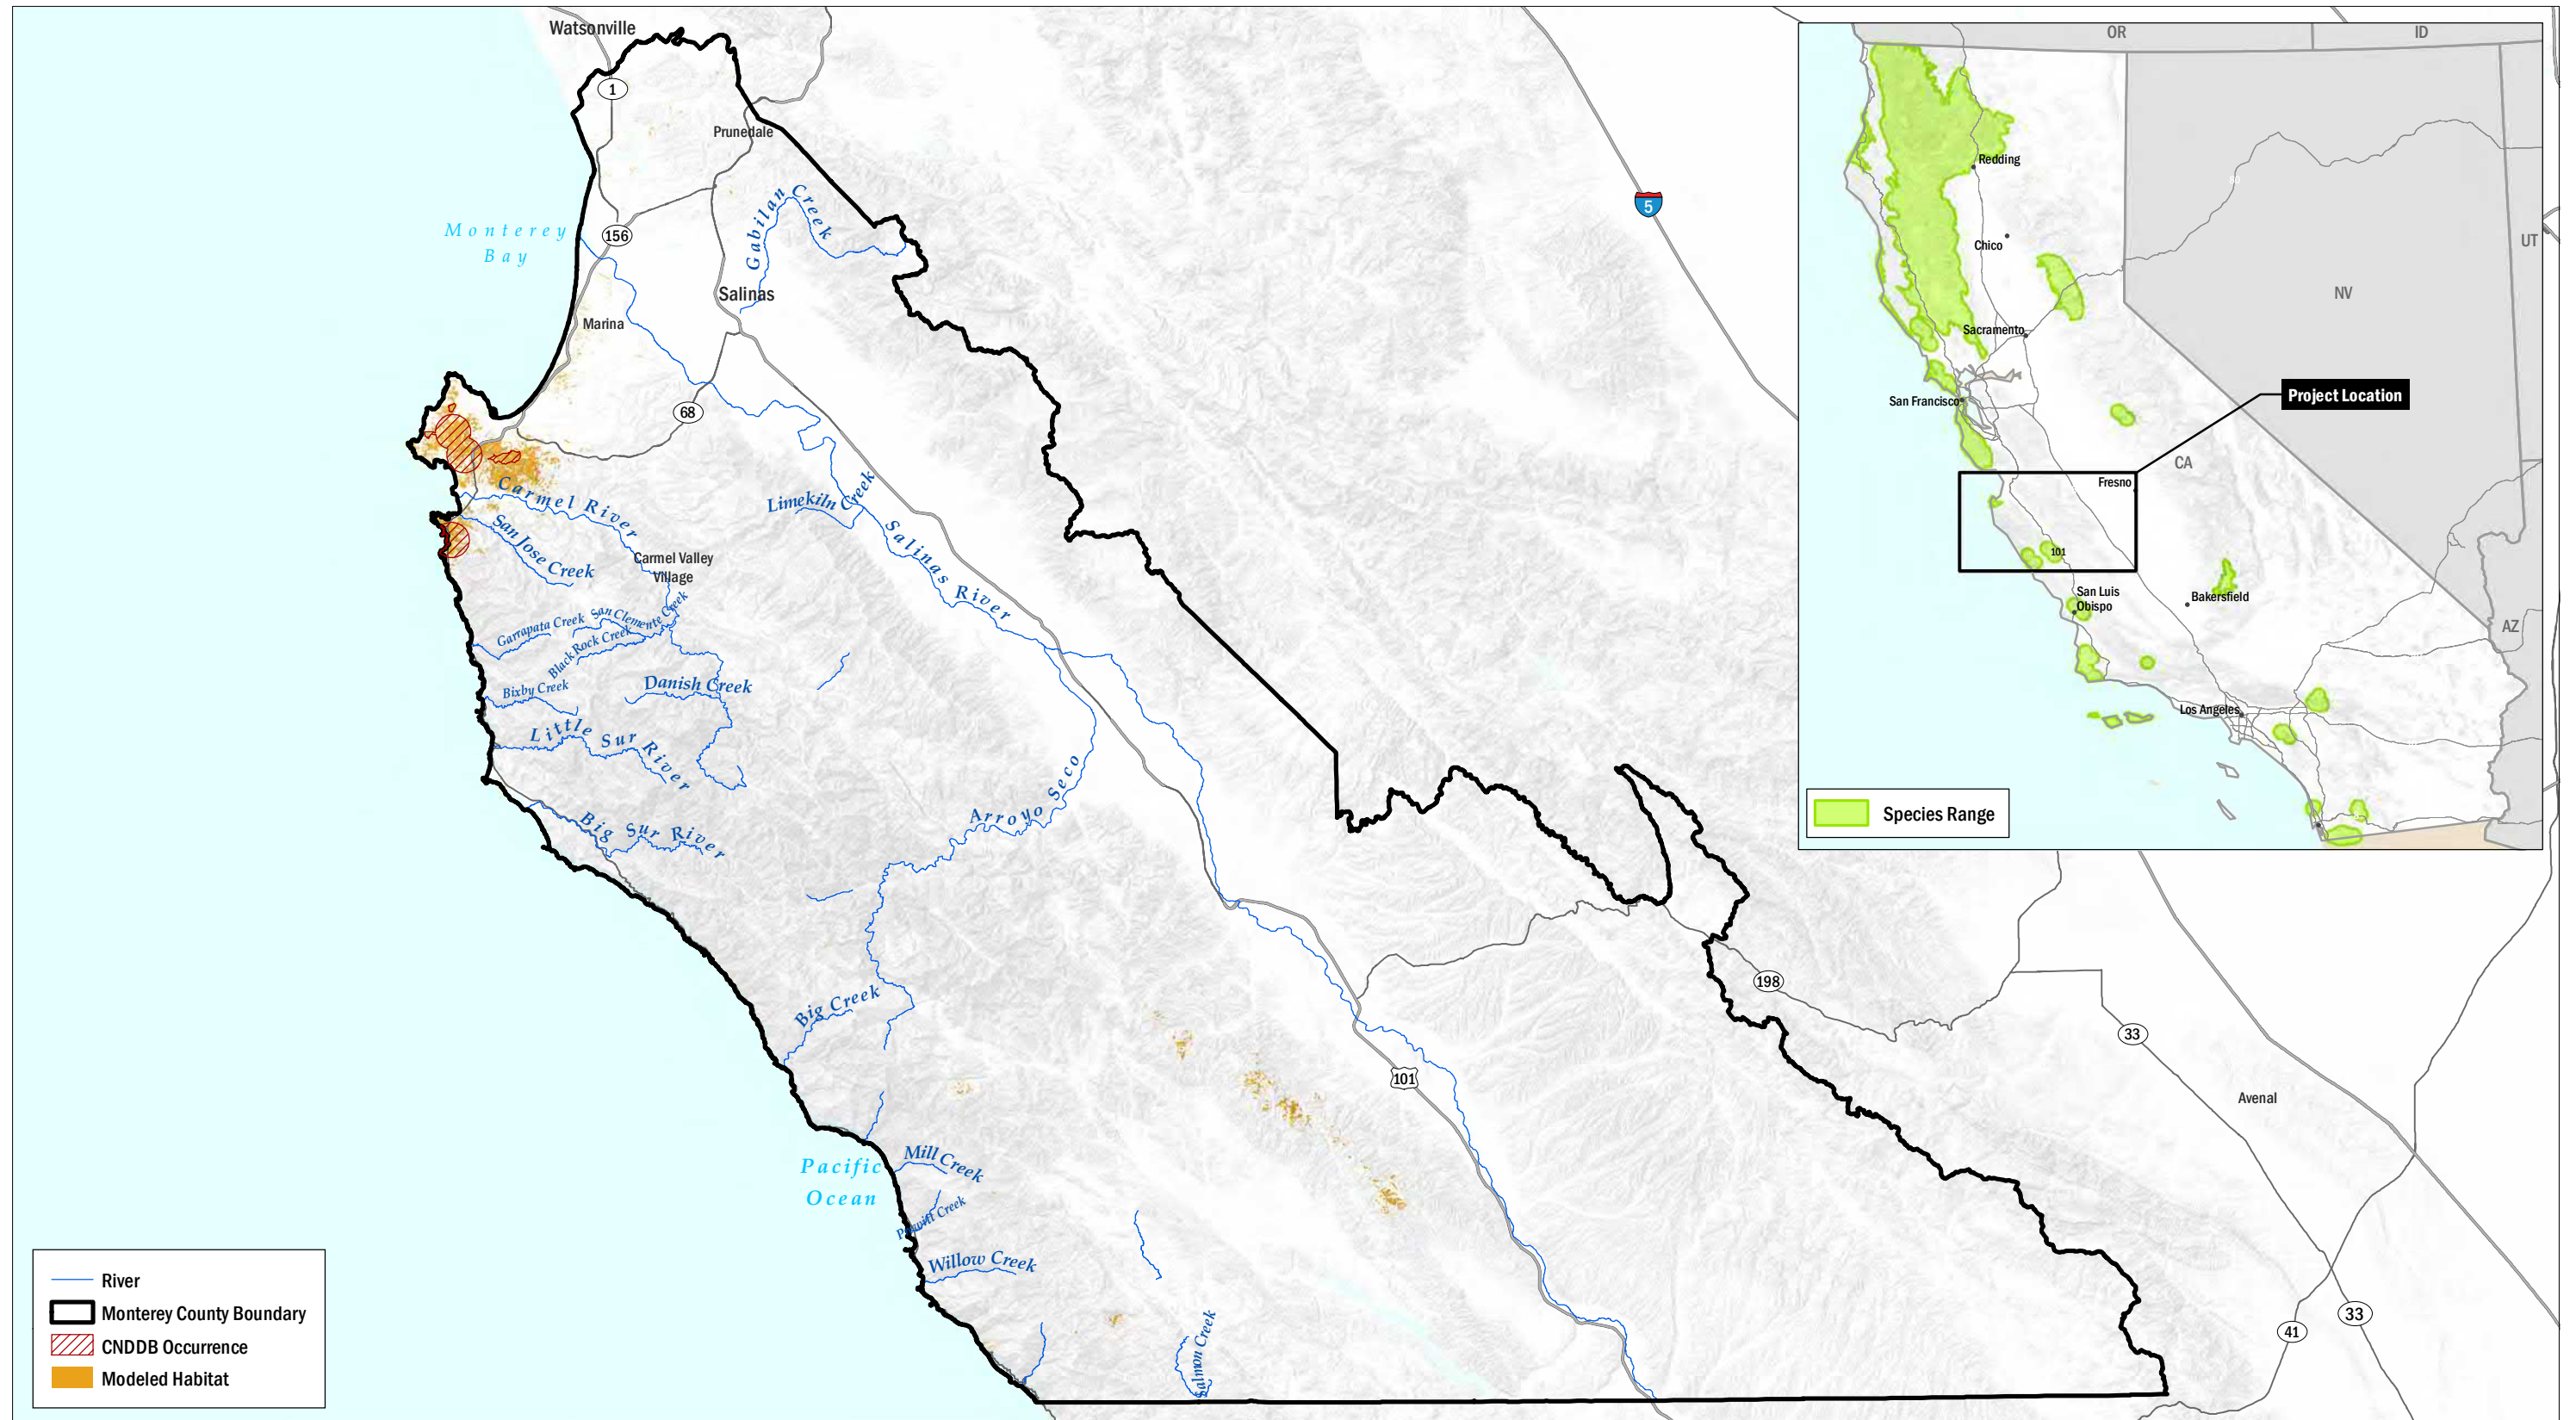 Watsonville
1
Prunedale
Monterey
Bay
156
Gabilan Creek
Salinas
Marina
68
Carmel River
Limekiln Creek
San Jose Creek
Carmel Valley
Village
Salinas River
Garrapata Creek
San Clemente Creek
Black Rock Creek
Bixby Creek
Danish Creek
Little Sur River
Big Sur River
Arroyo Seco
Big Creek
198
101
Pacific
Ocean
Mill Creek
Creek
Willow Creek
Salmon Creek
5
33
Avenal
33
41
River
Monterey County Boundary
CNDDB Occurrence
Modeled Habitat
OR
ID
Redding
80
Chico
UT
NV
Sacramento
San Francisco
Project Location
CA
Fresno
101
San Luis
Obispo
Bakersfield
AZ
Los Angeles
Species Range